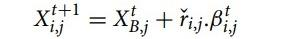 X_{i,j}^{t+1} = X_{B,j}^{t} + ř_{i,j}.β_{i,j}^{t}